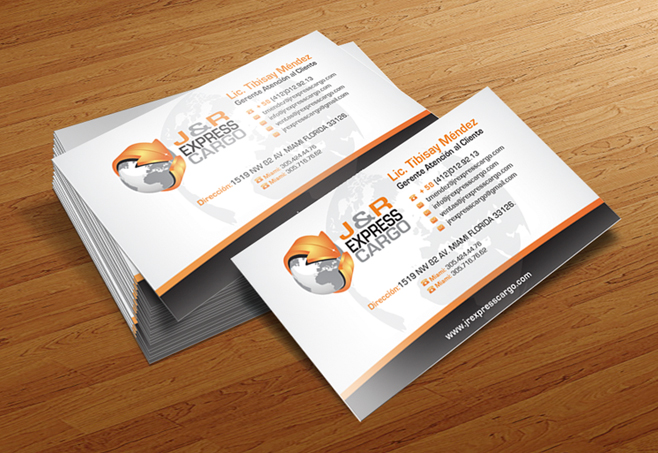 Lic. Tibisay Méndez
Gerente Atención al Cliente
+ 58 (412)912.92.13
tmendez@jrexpresscargo.com
info@jrexpresscargo.com
ventas@jrexpresscargo.com
jrexpresscargo@gmail.com
J&R
EXPRESS
CARGO
Dirección: 1519 NW 82 AV. MIAMI FLORIDA 33126.
Miami: 305.424.44.76
Miami: 305.716.76.62
Lic. Tibisay Méndez
Gerente Atención al Cliente
+ 58 (412)912.92.13
tmendez@jrexpresscargo.com
info@jrexpresscargo.com
ventas@jrexpresscargo.com
jrexpresscargo@gmail.com
J&R
EXPRESS
CARGO
Dirección: 1519 NW 82 AV. MIAMI FLORIDA 33126.
Miami: 305.424.44.76
Miami: 305.716.76.62
www.jrexpresscargo.com